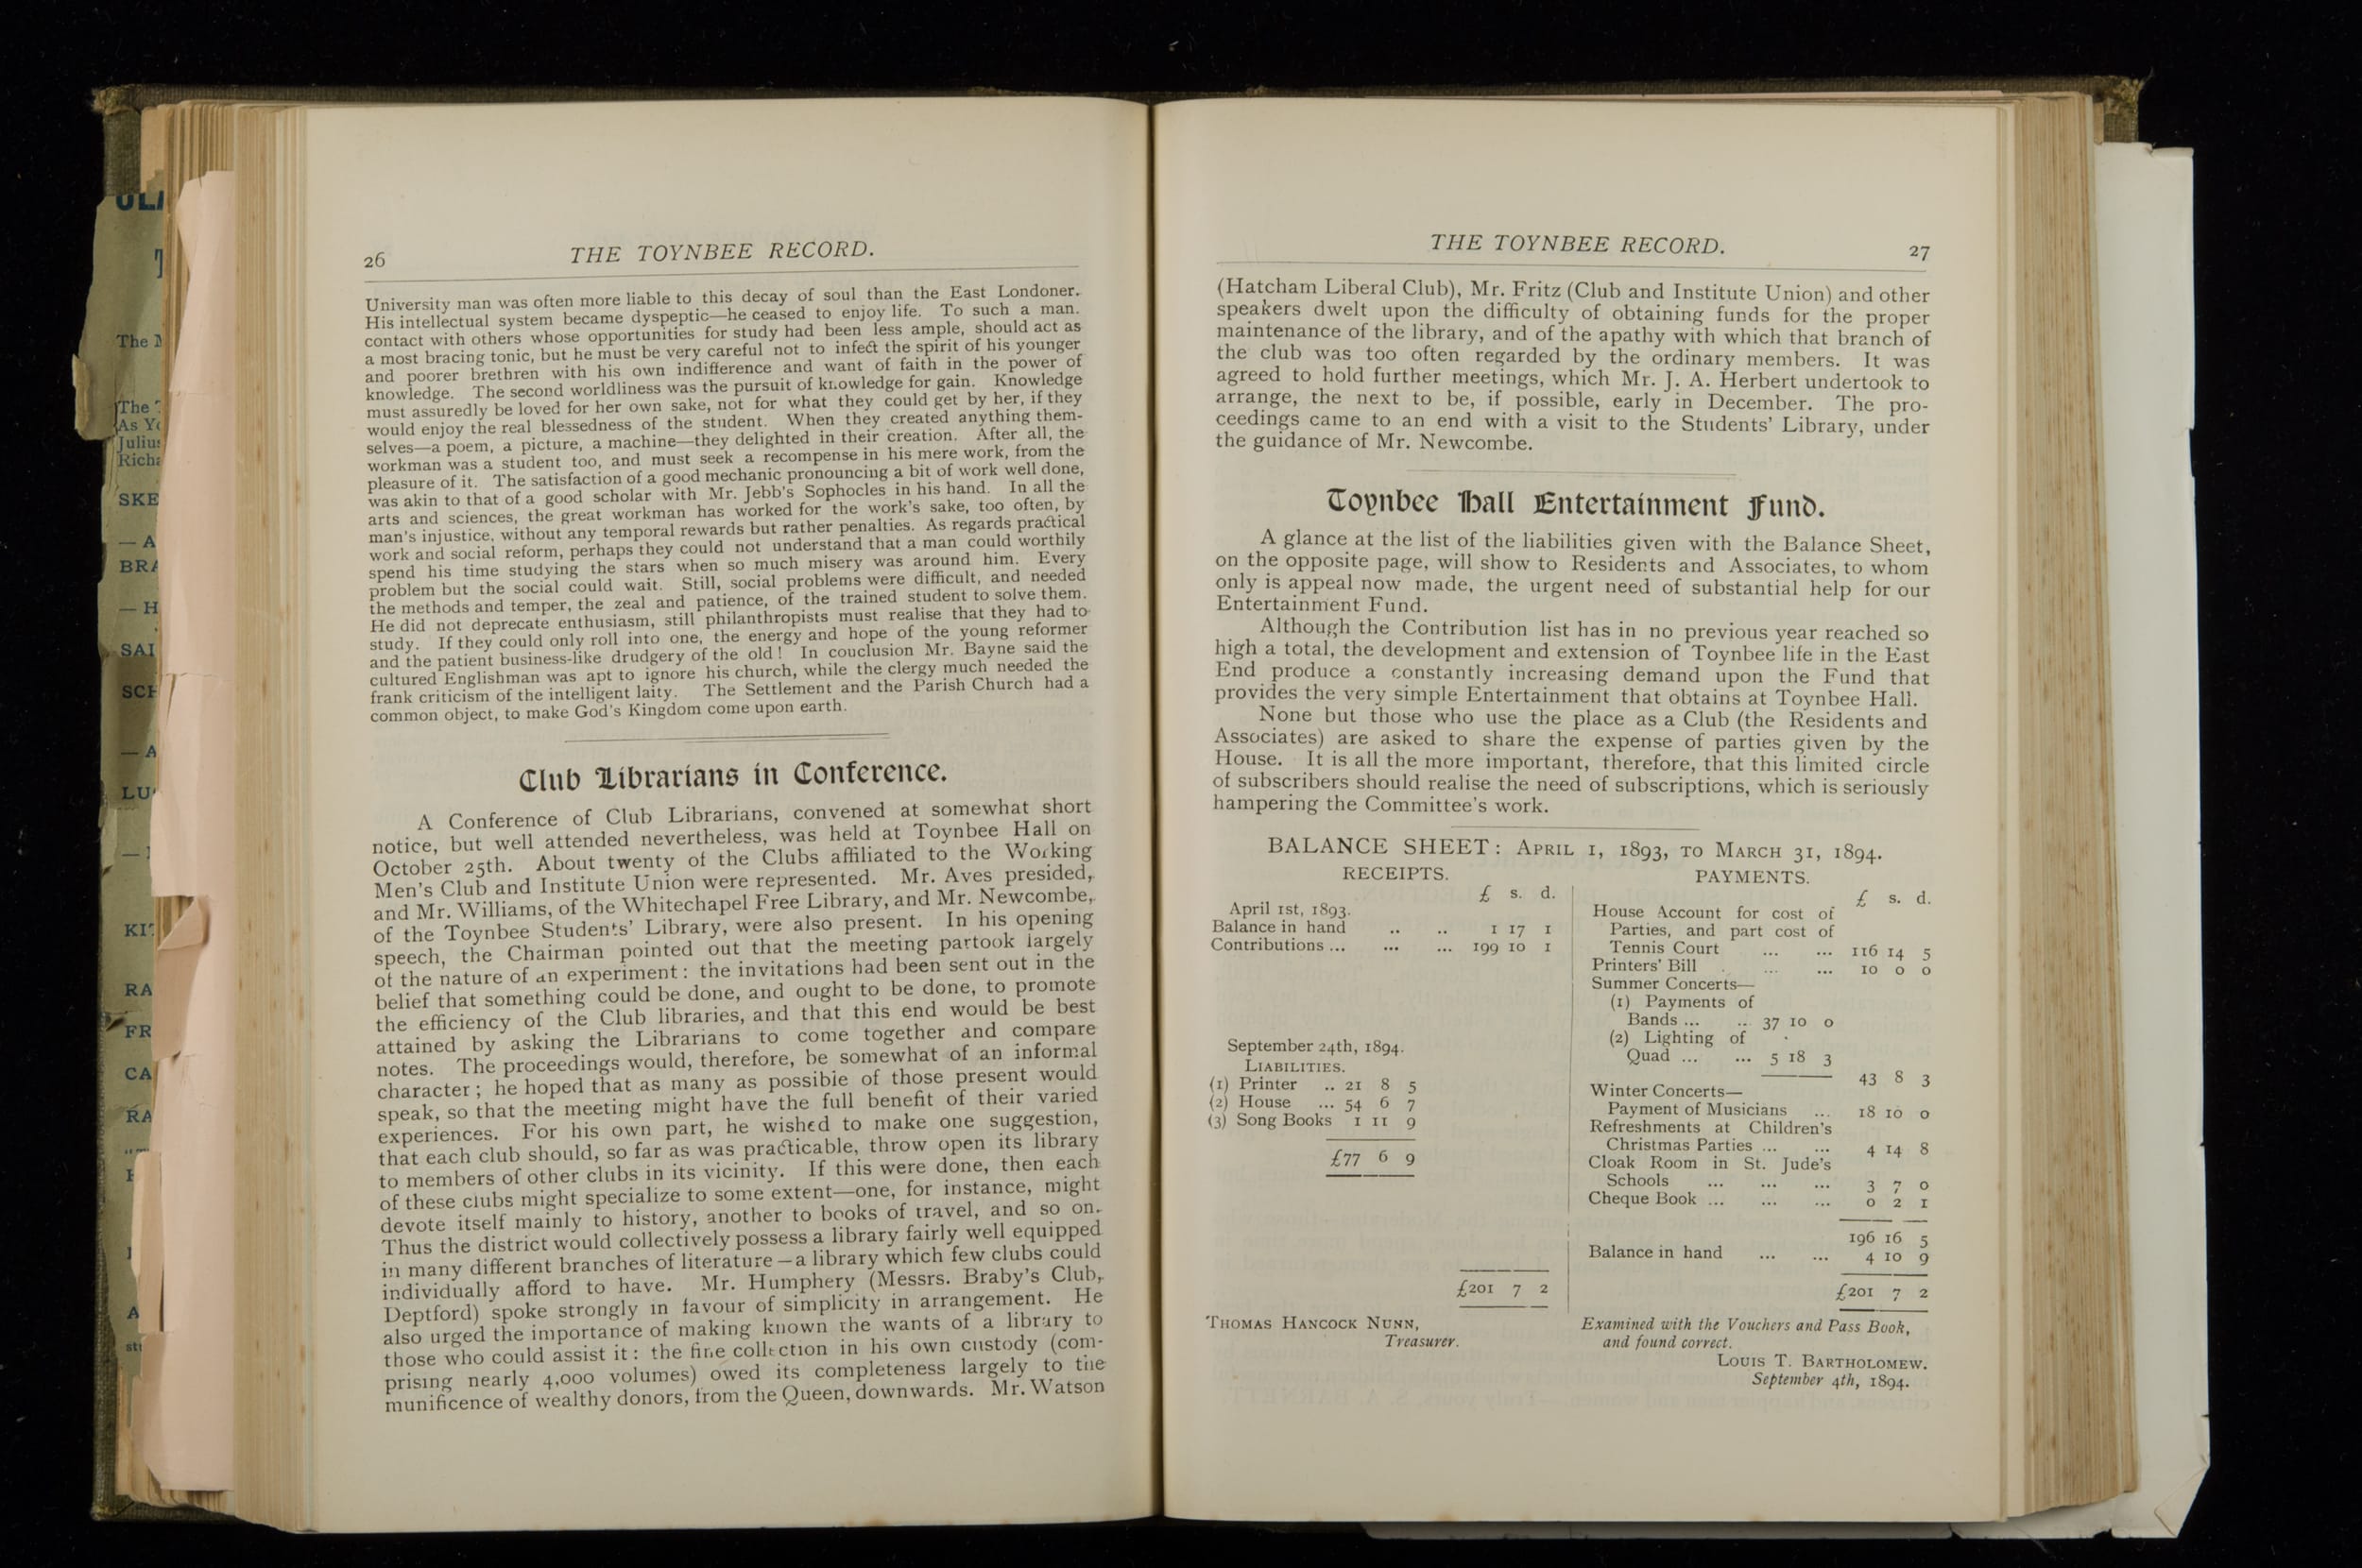 ULA
T
The
The
As Y
Julius
Rich
SKE
— A
BRA
— H
SAI
SCH
— A
LU
KIT
RA
FR
CA
RA
A
26
THE TOYNBEE RECORD.
University man was often more liable to this decay of soul than the East Londoner.
His intellectual system became dyspeptic—he ceased to enjoy life. To such a man.
contact with others whose opportunities for study had been less ample, should act as
a most bracing tonic, but he must be very careful not to infect the spirit of his younger
and poorer brethren with his own indifference and want of faith in the power of
knowledge. The second worldliness was the pursuit of knowledge for gain. Knowledge
must assuredly be loved for her own sake, not for what they could get by her, if they
would enjoy the real blessedness of the student. When they created anything them-
selves—a poem, a picture, a machine—they delighted in their creation. After all, the
workman was a student too, and must seek a recompense in his mere work, from the
pleasure of it. The satisfaction of a good mechanic pronouncing a bit of work well done,
was akin to that of a good scholar with Mr. Jebb's Sophocles in his hand. In all the
arts and sciences, the great workman has worked for the work's sake, too often, by
man's injustice, without any temporal rewards but rather penalties. As regards practical
work and social reform, perhaps they could not understand that a man could worthily
spend his time studying the stars when so much misery was around him. Every
problem but the social could wait. Still, social problems were difficult, and needed
the methods and temper, the zeal and patience, of the trained student to solve them.
He did not deprecate enthusiasm, still philanthropists must realise that they had to
study. If they could only roll into one, the energy and hope of the young reformer
and the patient business-like drudgery of the old! In couclusion Mr. Bayne said the
cultured Englishman was apt to ignore his church, while the clergy much needed the
frank criticism of the intelligent laity. The Settlement and the Parish Church had a
common object, to make God's Kingdom come upon earth.
Club Librarians in Conference.
A Conference of Club Librarians, convened at somewhat short
notice, but well attended nevertheless, was held at Toynbee Hall on
October 25th. About twenty of the Clubs affiliated to the Working
Men's Club and Institute Union were represented. Mr. Aves presided,
and Mr. Williams, of the Whitechapel Free Library, and Mr. Newcombe,
of the Toynbee Students' Library, were also present. In his opening
speech, the Chairman pointed out that the meeting partook largely
of the nature of an experiment: the invitations had been sent out in the
belief that something could be done, and ought to be done, to promote
the efficiency of the Club libraries, and that this end would be best
attained by asking the Librarians to come together and compare
notes. The proceedings would, therefore, be somewhat of an informal
character; he hoped that as many as possible of those present would
speak, so that the meeting might have the full benefit of their varied
experiences. For his own part, he wished to make one suggestion,
that each club should, so far as was practicable, throw open its library
to members of other clubs in its vicinity. If this were done, then each
of these clubs might specialize to some extent—one, for instance, might
devote itself mainly to history, another to books of travel, and so on.
Thus the district would collectively possess a library fairly well equipped
in many different branches of literature—a library which few clubs could
individually afford to have. Mr. Humphery (Messrs. Braby's Club,
Deptford) spoke strongly in favour of simplicity in arrangement. He
also urged the importance of making known the wants of a library to
those who could assist it: the fine collection in his own custody (com-
prising nearly 4,000 volumes) owed its completeness largely to the
munificence of wealthy donors, from the Queen, downwards. Mr. Watson
THE TOYNBEE RECORD.
27
(Hatcham Liberal Club), Mr. Fritz (Club and Institute Union) and other
speakers dwelt upon the difficulty of obtaining funds for the proper
maintenance of the library, and of the apathy with which that branch of
the club was too often regarded by the ordinary members. It was
agreed to hold further meetings, which Mr. J. A. Herbert undertook to
arrange, the next to be, if possible, early in December. The pro-
ceedings came to an end with a visit to the Students' Library, under
the guidance of Mr. Newcombe.
Toynbee Hall Entertainment Fund.
A glance at the list of the liabilities given with the Balance Sheet,
on the opposite page, will show to Residents and Associates, to whom
only is appeal now made, the urgent need of substantial help for our
Entertainment Fund.
Although the Contribution list has in no previous year reached so
high a total, the development and extension of Toynbee life in the East
End produce a constantly increasing demand upon the Fund that
provides the very simple Entertainment that obtains at Toynbee Hall.
None but those who use the place as a Club (the Residents and
Associates) are asked to share the expense of parties given by the
House. It is all the more important, therefore, that this limited circle
of subscribers should realise the need of subscriptions, which is seriously
hampering the Committee's work.
BALANCE SHEET: APRIL 1, 1893, TO MARCH 31, 1894.
RECEIPTS.
£ s. d.
April 1st, 1893.
Balance in hand .. .. 1 17 1
Contributions ... ... ... 199 10 1
September 24th, 1894.
LIABILITIES.
(1) Printer .. 21 8 5
(2) House ... 54 6 7
(3) Song Books 1 11 9
£77 6 9
£201 7 2
THOMAS HANCOCK NUNN,
Treasurer.
PAYMENTS.
£ s. d.
House Account for cost of
Parties, and part cost of
Tennis Court ... ... 116 14 5
Printers' Bill . ... ... 10 0 0
Summer Concerts—
(1) Payments of
Bands ... .. 37 10 0
(2) Lighting of
Quad ... ... 5 18 3
43 8 3
Winter Concerts—
Payment of Musicians ... 18 10 0
Refreshments at Children's
Christmas Parties ... ... 4 14 8
Cloak Room in St. Jude's
Schools ... ... ... 3 7 0
Cheque Book ... ... ... 0 2 1
196 16 5
Balance in hand ... ... 4 10 9
£201 7 2
Examined with the Vouchers and Pass Book,
and found correct.
LOUIS T. BARTHOLOMEW.
September 4th, 1894.